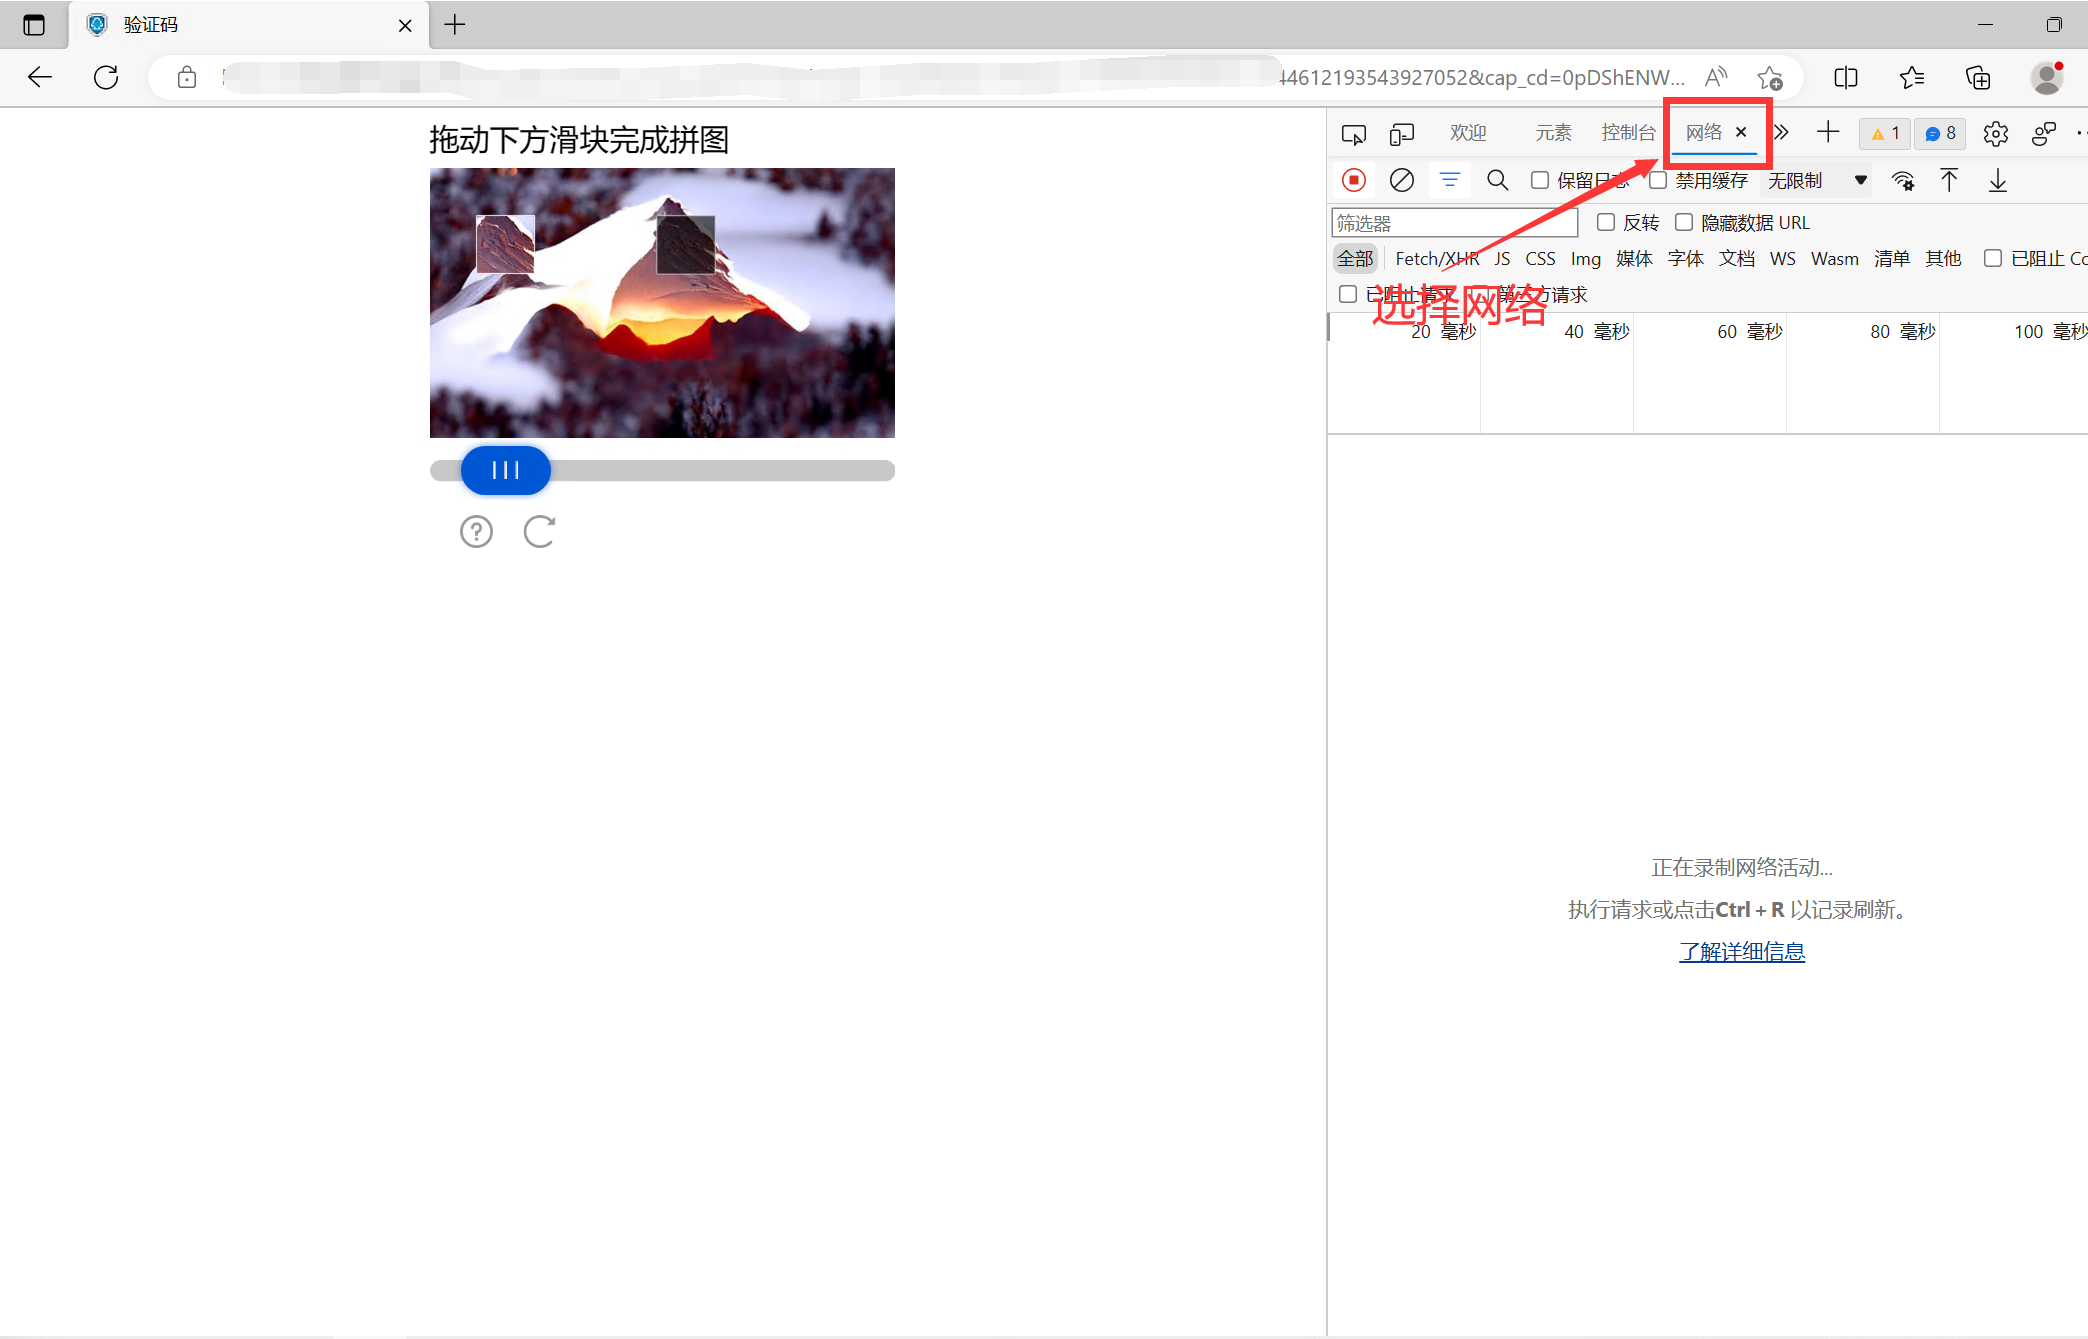 验证码
44612193543927052&cap_cd=0pDShENW...
拖动下方滑块完成拼图
欢迎 元素 控制台 网络 1 8
保留日志 禁用缓存 无限制
筛选器 反转 隐藏数据 URL
全部 Fetch/XHR JS CSS Img 媒体 字体 文档 WS Wasm 清单 其他 已阻止 Co
已阻止请求 第三方请求
选择网络
20 毫秒 40 毫秒 60 毫秒 80 毫秒 100 毫秒
正在录制网络活动...
执行请求或点击Ctrl + R 以记录刷新。
了解详细信息